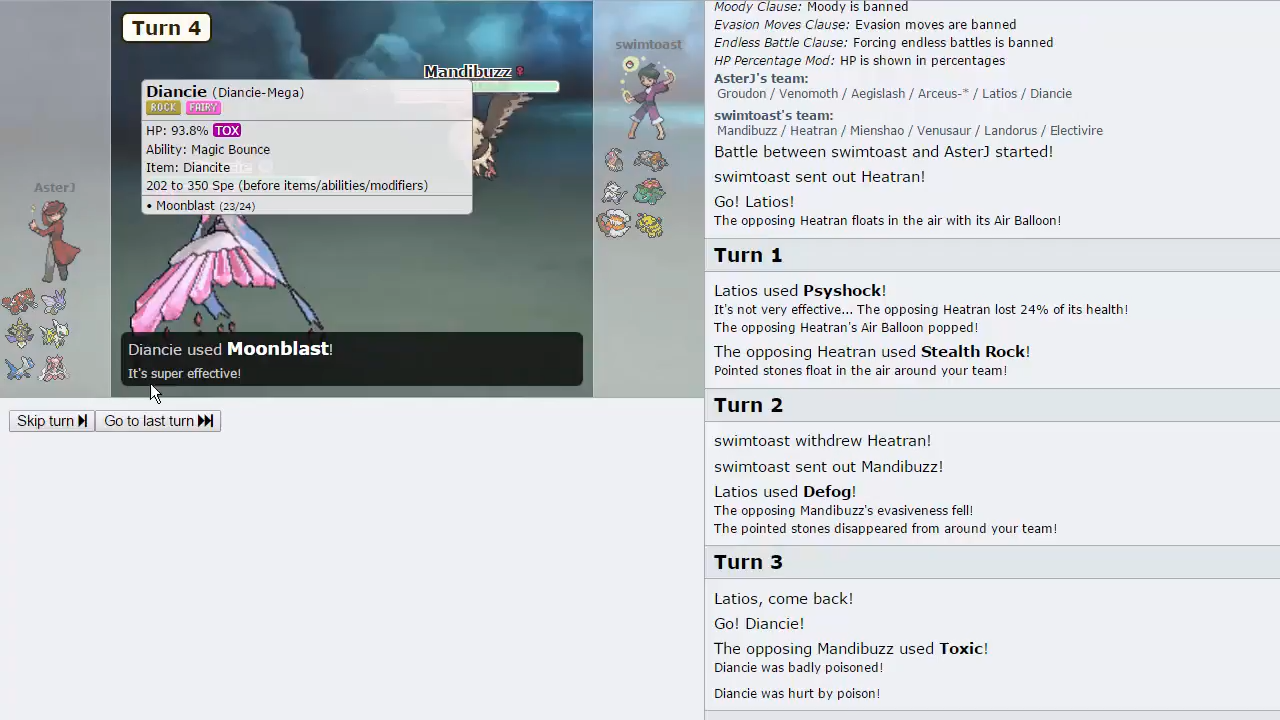 Turn 4
Mandibuzz
Diancie (Diancie-Mega)
ROCK FAIRY
HP: 93.8% TOX
Ability: Magic Bounce
Item: Diancite
202 to 350 Spe (before items/abilities/modifiers)
• Moonblast (23/24)
Diancie used Moonblast!
It's super effective!
AsterJ
swimtoast
Skip turn
Go to last turn
Moody Clause: Moody is banned
Evasion Moves Clause: Evasion moves are banned
Endless Battle Clause: Forcing endless battles is banned
HP Percentage Mod: HP is shown in percentages
AsterJ's team:
Groudon / Venomoth / Aegislash / Arceus-* / Latios / Diancie
swimtoast's team:
Mandibuzz / Heatran / Mienshao / Venusaur / Landorus / Electivire
Battle between swimtoast and AsterJ started!
swimtoast sent out Heatran!
Go! Latios!
The opposing Heatran floats in the air with its Air Balloon!
Turn 1
Latios used Psyshock!
It's not very effective... The opposing Heatran lost 24% of its health!
The opposing Heatran's Air Balloon popped!
The opposing Heatran used Stealth Rock!
Pointed stones float in the air around your team!
Turn 2
swimtoast withdrew Heatran!
swimtoast sent out Mandibuzz!
Latios used Defog!
The opposing Mandibuzz's evasiveness fell!
The pointed stones disappeared from around your team!
Turn 3
Latios, come back!
Go! Diancie!
The opposing Mandibuzz used Toxic!
Diancie was badly poisoned!
Diancie was hurt by poison!